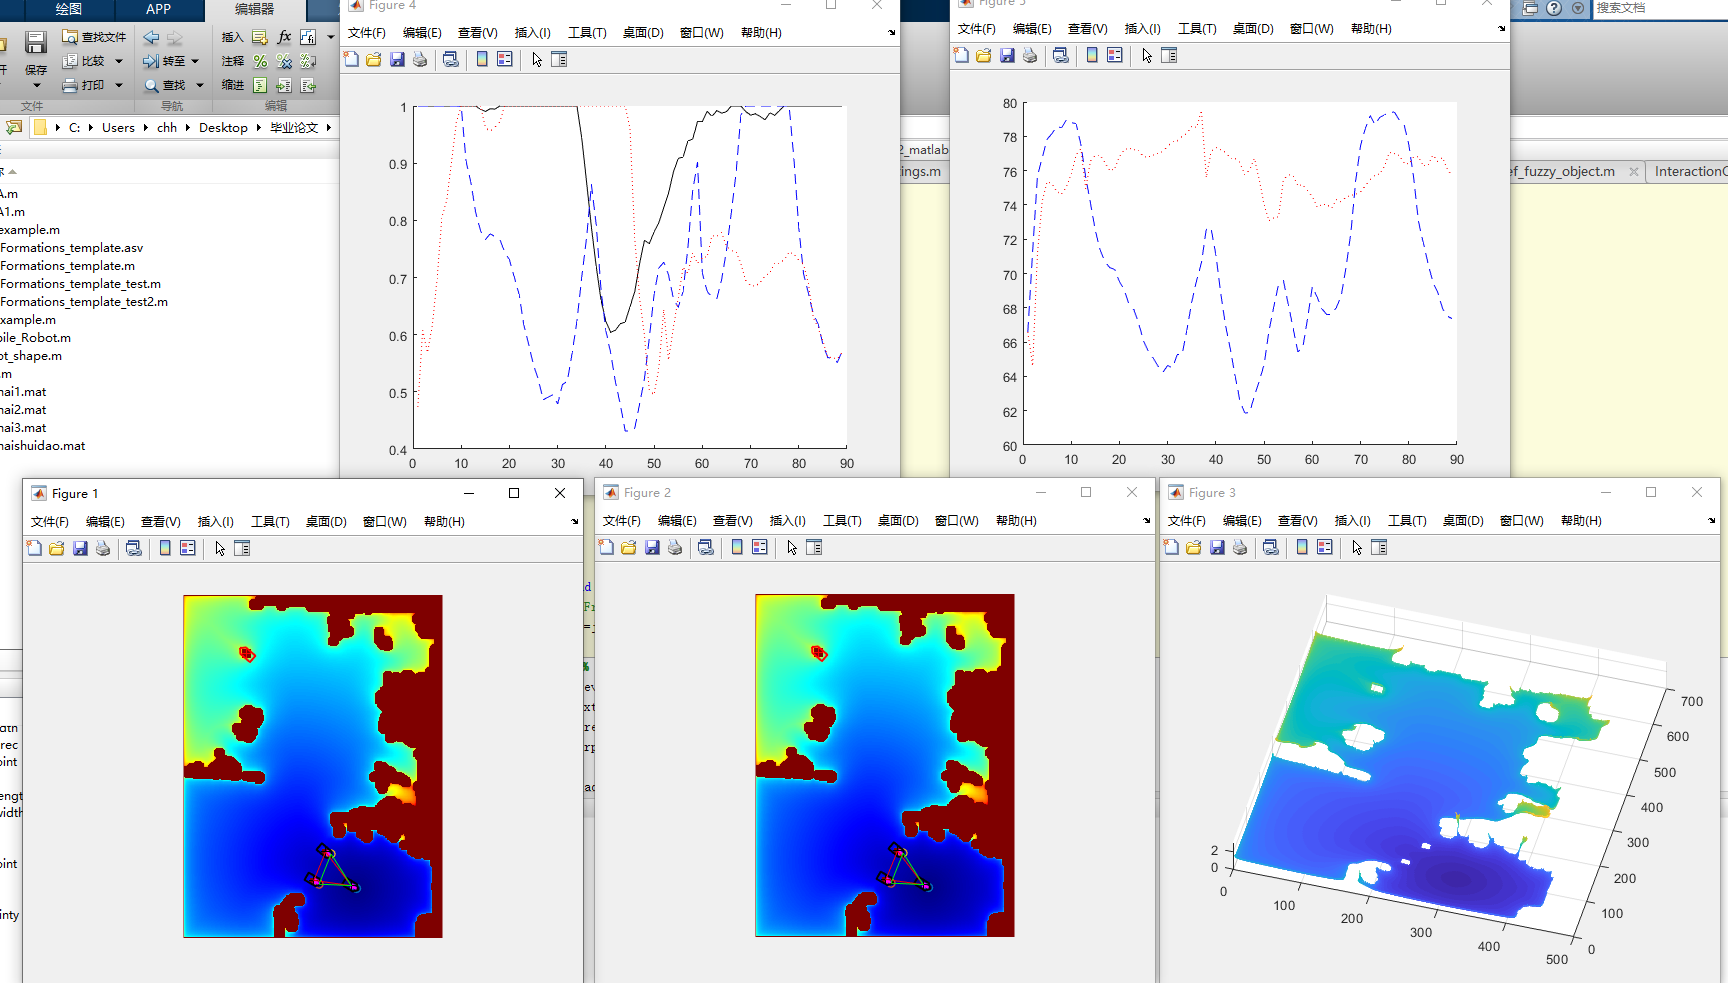 绘图 APP 编辑器
Figure 4
Figure 5
搜索文档
文件(F) 编辑(E) 查看(V) 插入(I) 工具(T) 桌面(D) 窗口(W) 帮助(H)
文件(F) 编辑(E) 查看(V) 插入(I) 工具(T) 桌面(D) 窗口(W) 帮助(H)
保存
查找文件
比较
打印
转至
查找
插入
注释
缩进
文件 导航 编辑
C: Users chh Desktop 毕业论文
2_matlab
ings.m
ef_fuzzy_object.m
Interaction
A.m
A1.m
example.m
Formations_template.asv
Formations_template.m
Formations_template_test.m
Formations_template_test2.m
xample.m
bile_Robot.m
ot_shape.m
.m
nai1.mat
nai2.mat
nai3.mat
naishuidao.mat
1
0.9
0.8
0.7
0.6
0.5
0.4
0 10 20 30 40 50 60 70 80 90
80
78
76
74
72
70
68
66
64
62
60
0 10 20 30 40 50 60 70 80 90
Figure 1
文件(F) 编辑(E) 查看(V) 插入(I) 工具(T) 桌面(D) 窗口(W) 帮助(H)
Figure 2
文件(F) 编辑(E) 查看(V) 插入(I) 工具(T) 桌面(D) 窗口(W) 帮助(H)
Figure 3
文件(F) 编辑(E) 查看(V) 插入(I) 工具(T) 桌面(D) 窗口(W) 帮助(H)
rec
oint
engt
width
oint
inty
700
600
500
400
300
200
100
0
2
0
0
100
200
300
400
500